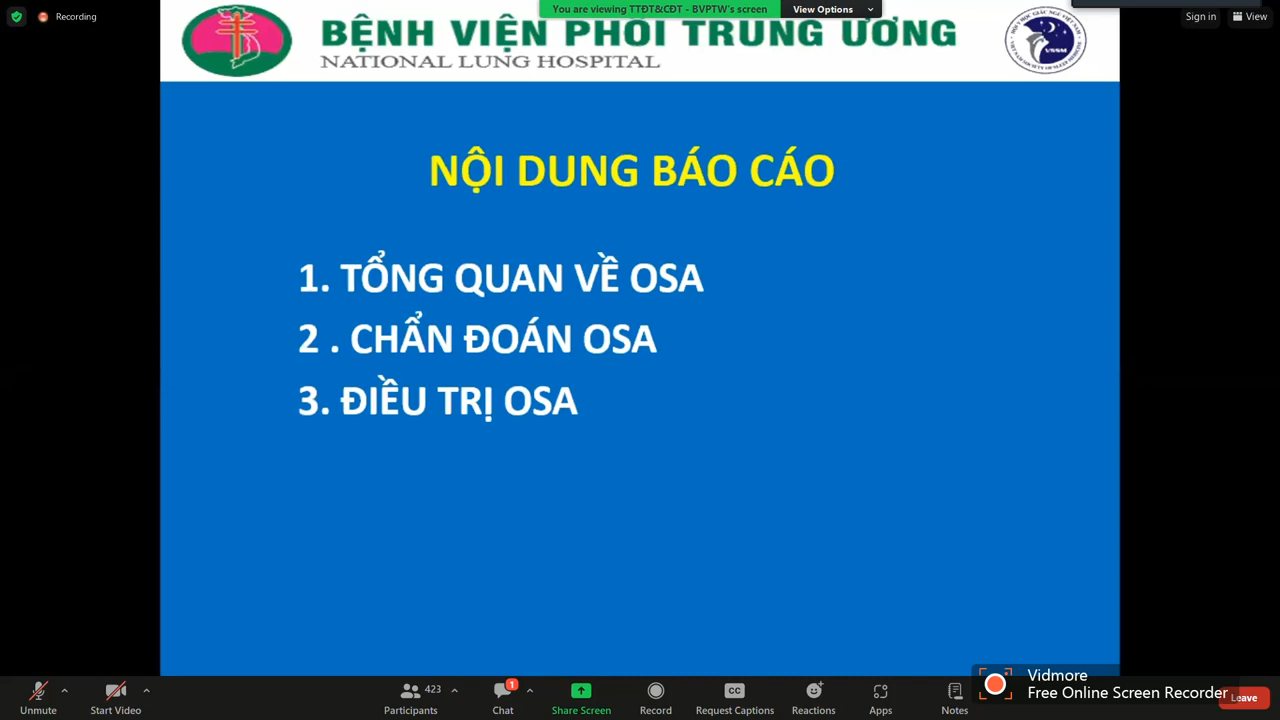 You are viewing TTĐT&CĐT - BVPTW's screen
View Options
Recording
Sign in
View
BỆNH VIỆN PHỔI TRUNG ƯƠNG
NATIONAL LUNG HOSPITAL
VSSM
NỘI DUNG BÁO CÁO
1. TỔNG QUAN VỀ OSA
2 . CHẨN ĐOÁN OSA
3. ĐIỀU TRỊ OSA
Vidmore
Free Online Screen Recorder
423
1
CC
Unmute
Start Video
Participants
Chat
Share Screen
Record
Request Captions
Reactions
Apps
Notes
Leave